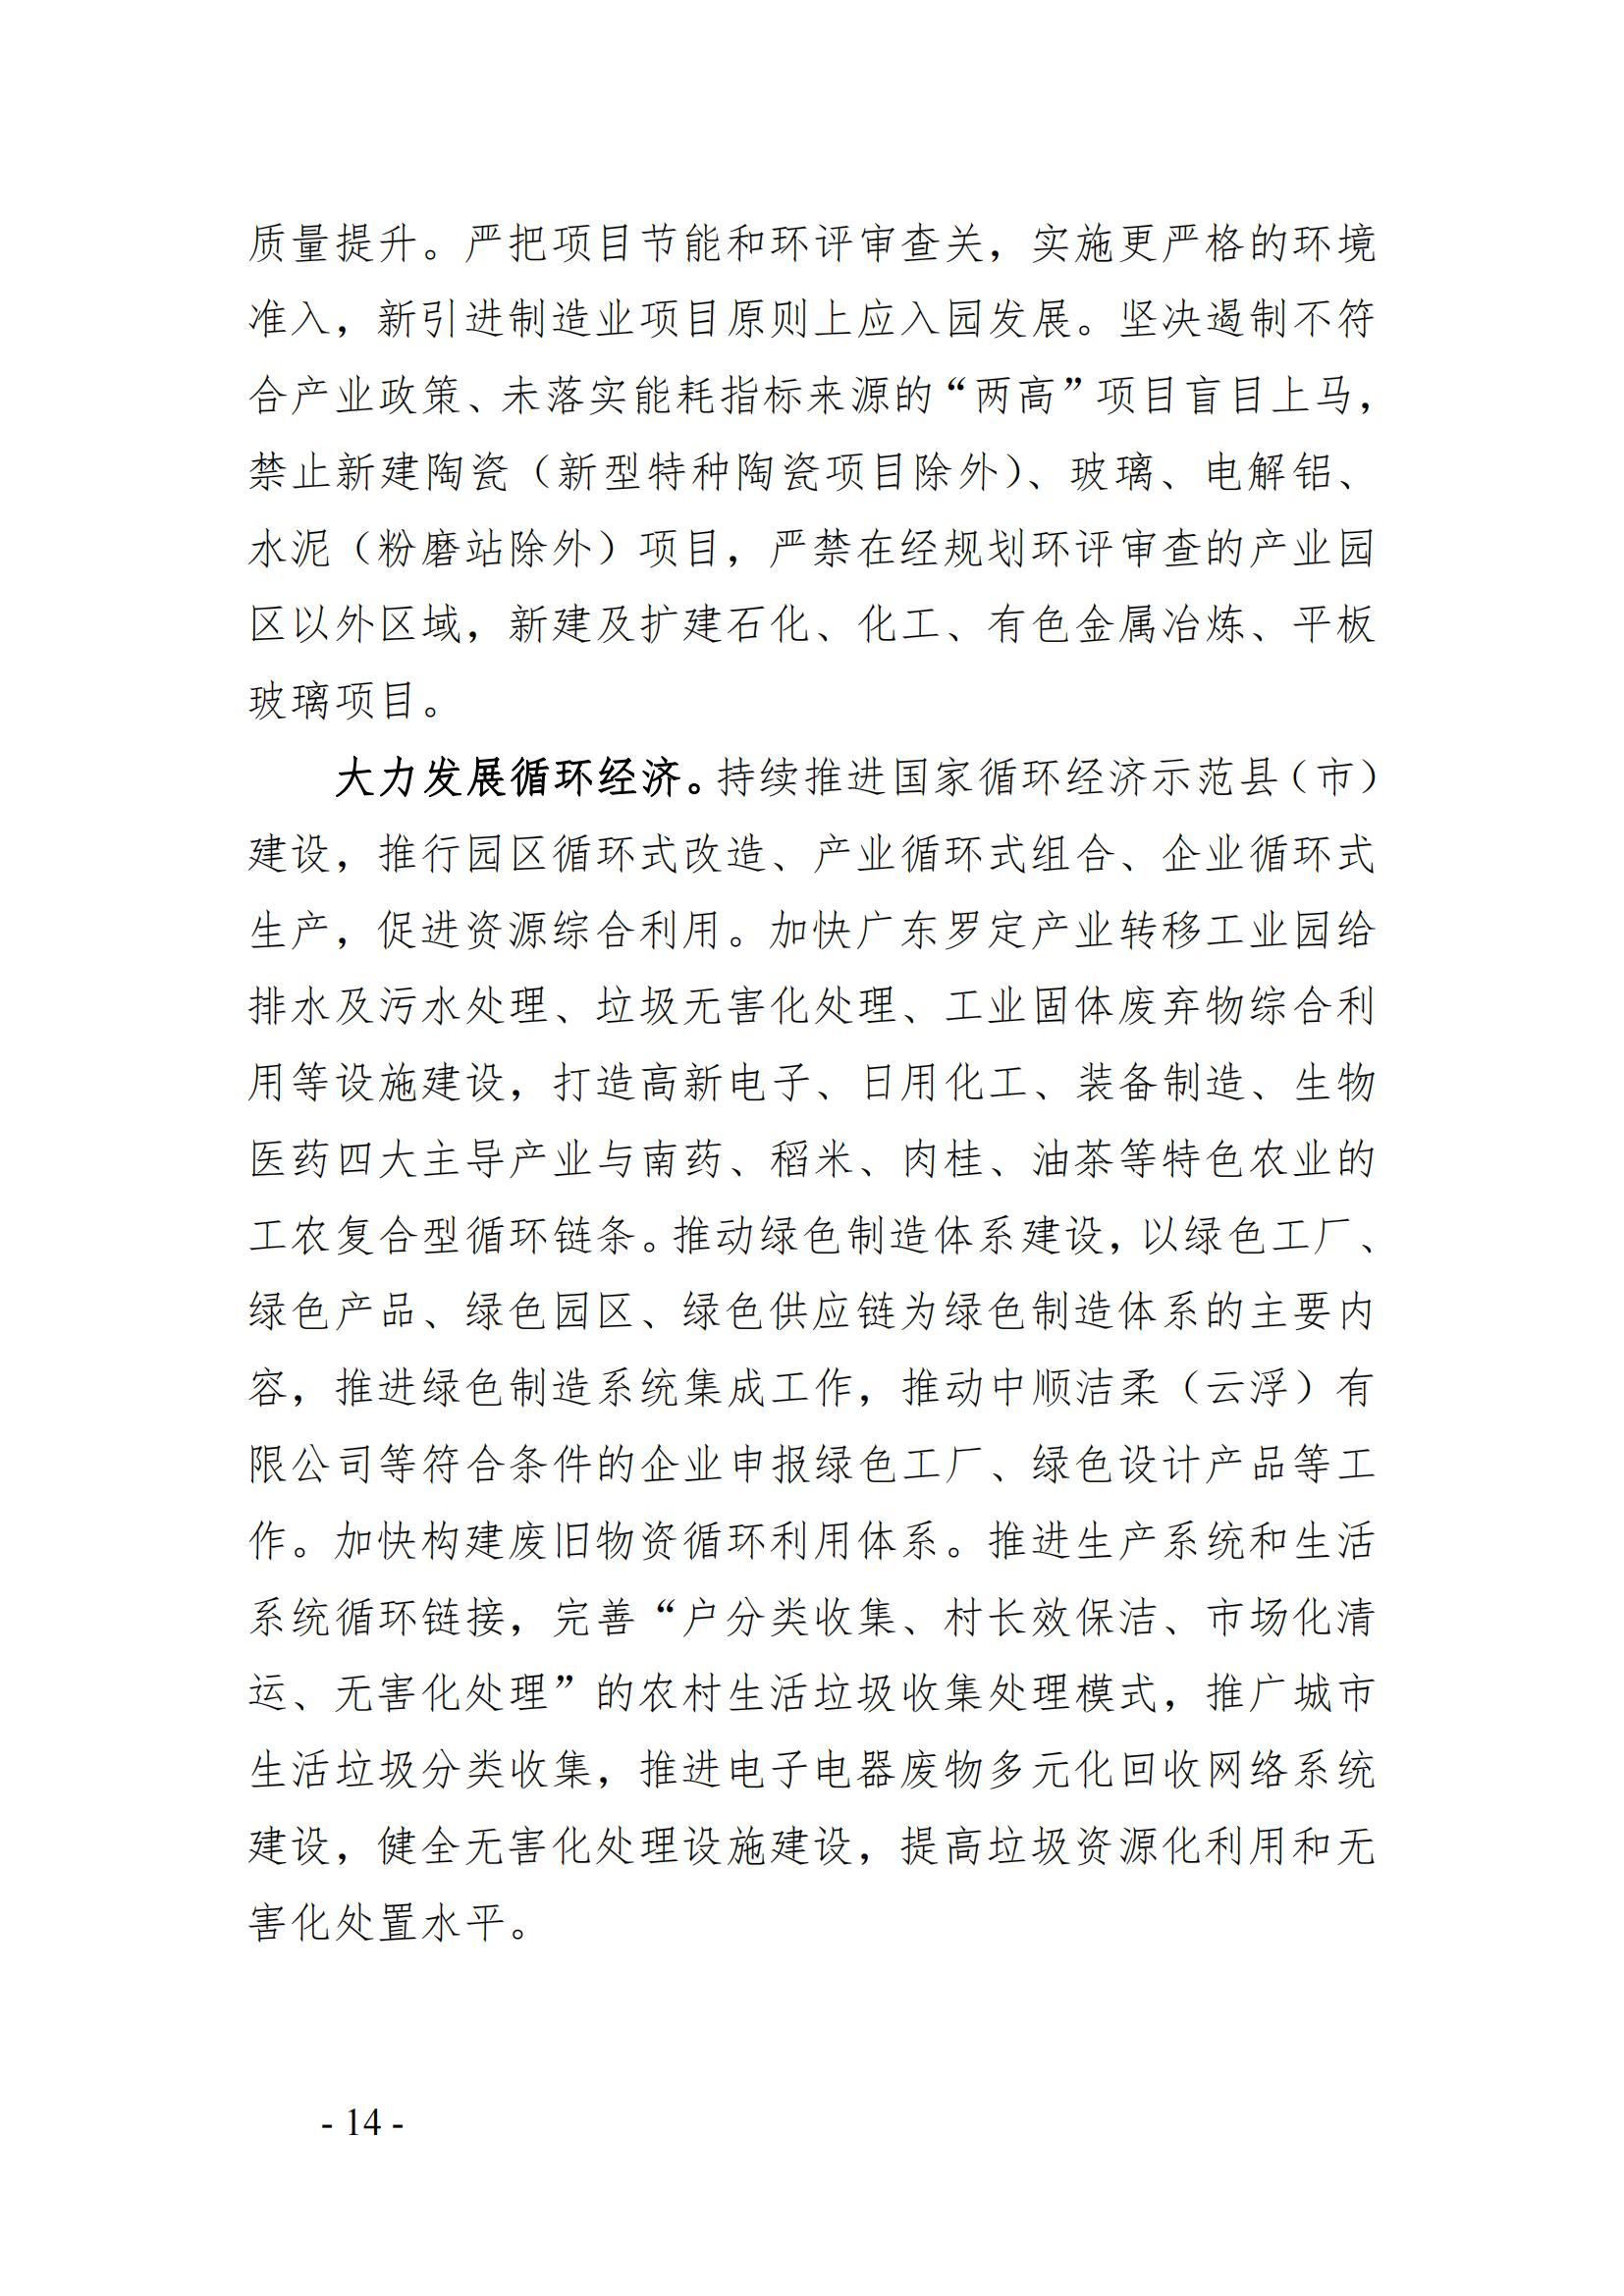 质量提升。严把项目节能和环评审查关，实施更严格的环境
准入，新引进制造业项目原则上应入园发展。坚决遏制不符
合产业政策、未落实能耗指标来源的“两高”项目盲目上马，
禁止新建陶瓷（新型特种陶瓷项目除外）、玻璃、电解铝、
水泥（粉磨站除外）项目，严禁在经规划环评审查的产业园
区以外区域，新建及扩建石化、化工、有色金属冶炼、平板
玻璃项目。
大力发展循环经济。持续推进国家循环经济示范县（市）
建设，推行园区循环式改造、产业循环式组合、企业循环式
生产，促进资源综合利用。加快广东罗定产业转移工业园给
排水及污水处理、垃圾无害化处理、工业固体废弃物综合利
用等设施建设，打造高新电子、日用化工、装备制造、生物
医药四大主导产业与南药、稻米、肉桂、油茶等特色农业的
工农复合型循环链条。推动绿色制造体系建设，以绿色工厂、
绿色产品、绿色园区、绿色供应链为绿色制造体系的主要内
容，推进绿色制造系统集成工作，推动中顺洁柔（云浮）有
限公司等符合条件的企业申报绿色工厂、绿色设计产品等工
作。加快构建废旧物资循环利用体系。推进生产系统和生活
系统循环链接，完善“户分类收集、村长效保洁、市场化清
运、无害化处理”的农村生活垃圾收集处理模式，推广城市
生活垃圾分类收集，推进电子电器废物多元化回收网络系统
建设，健全无害化处理设施建设，提高垃圾资源化利用和无
害化处置水平。
- 14 -